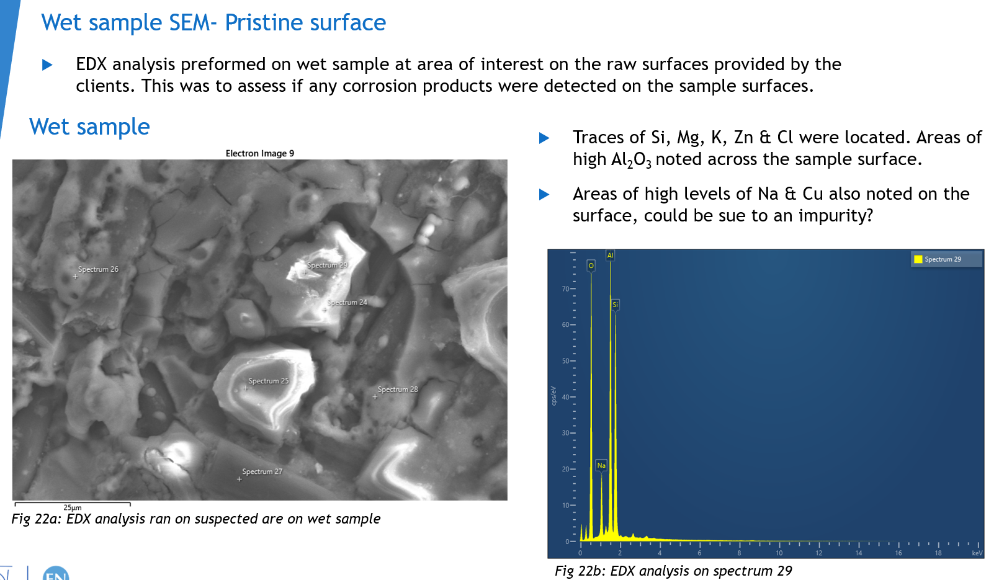 Wet sample SEM- Pristine surface
EDX analysis preformed on wet sample at area of interest on the raw surfaces provided by the
clients. This was to assess if any corrosion products were detected on the sample surfaces.
Wet sample
Electron Image 9
Spectrum 26
Spectrum 29
Spectrum 24
Spectrum 25
Spectrum 28
Spectrum 27
25µm
Fig 22a: EDX analysis ran on suspected are on wet sample
Traces of Si, Mg, K, Zn & Cl were located. Areas of
high Al₂O₃ noted across the sample surface.
Areas of high levels of Na & Cu also noted on the
surface, could be sue to an impurity?
Al
O
Si
Na
Spectrum 29
cps/eV
70
60
50
40
30
20
10
0
0 2 4 6 8 10 12 14 16 18 keV
Fig 22b: EDX analysis on spectrum 29
EN